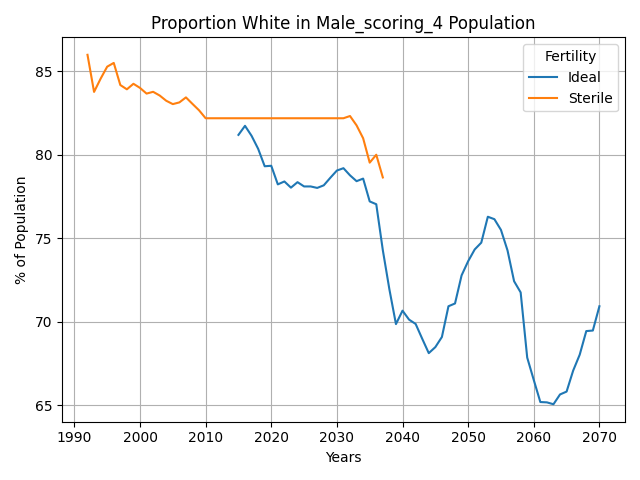 Proportion White in Male_scoring_4 Population
Fertility
Ideal
Sterile
% of Population
85
80
75
70
65
1990
2000
2010
2020
2030
2040
2050
2060
2070
Years